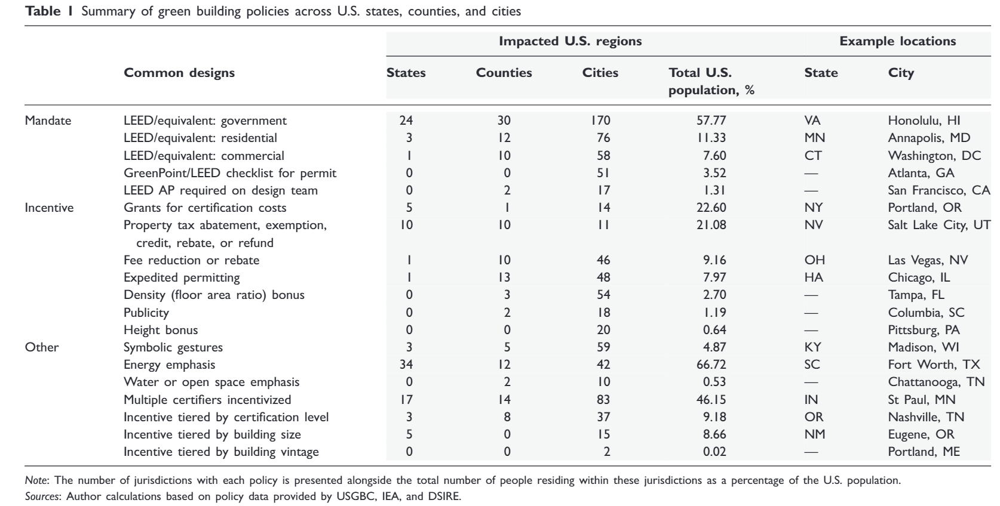 Table 1 Summary of green building policies across U.S. states, counties, and cities
Impacted U.S. regions Example locations
Common designs States Counties Cities Total U.S. State City
population, %
Mandate LEED/equivalent: government 24 30 170 57.77 VA Honolulu, HI
LEED/equivalent: residential 3 12 76 11.33 MN Annapolis, MD
LEED/equivalent: commercial 1 10 58 7.60 CT Washington, DC
GreenPoint/LEED checklist for permit 0 0 51 3.52 — Atlanta, GA
LEED AP required on design team 0 2 17 1.31 — San Francisco, CA
Incentive Grants for certification costs 5 1 14 22.60 NY Portland, OR
Property tax abatement, exemption, 10 10 11 21.08 NV Salt Lake City, UT
credit, rebate, or refund
Fee reduction or rebate 1 10 46 9.16 OH Las Vegas, NV
Expedited permitting 1 13 48 7.97 HA Chicago, IL
Density (floor area ratio) bonus 0 3 54 2.70 — Tampa, FL
Publicity 0 2 18 1.19 — Columbia, SC
Height bonus 0 0 20 0.64 — Pittsburg, PA
Other Symbolic gestures 3 5 59 4.87 KY Madison, WI
Energy emphasis 34 12 42 66.72 SC Fort Worth, TX
Water or open space emphasis 0 2 10 0.53 — Chattanooga, TN
Multiple certifiers incentivized 17 14 83 46.15 IN St Paul, MN
Incentive tiered by certification level 3 8 37 9.18 OR Nashville, TN
Incentive tiered by building size 5 0 15 8.66 NM Eugene, OR
Incentive tiered by building vintage 0 0 2 0.02 — Portland, ME
Note: The number of jurisdictions with each policy is presented alongside the total number of people residing within these jurisdictions as a percentage of the U.S. population.
Sources: Author calculations based on policy data provided by USGBC, IEA, and DSIRE.